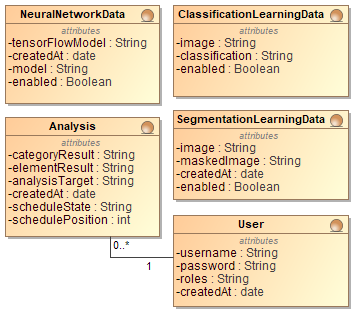 NeuralNetworkData
attributes
-tensorFlowModel : String
-createdAt : date
-model : String
-enabled : Boolean
ClassificationLearningData
attributes
-image : String
-classification : String
-enabled : Boolean
Analysis
attributes
-categoryResult : String
-elementResult : String
-analysisTarget : String
-createdAt : date
-scheduleState : String
-schedulePosition : int
SegmentationLearningData
attributes
-image : String
-maskedImage : String
-createdAt : date
-enabled : Boolean
User
attributes
-username : String
-password : String
-roles : String
-createdAt : date
0..*
1